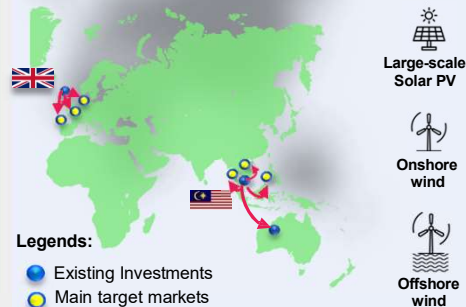 Large-scale
Solar PV
Onshore
wind
Legends:
Existing Investments
Main target markets
Offshore
wind